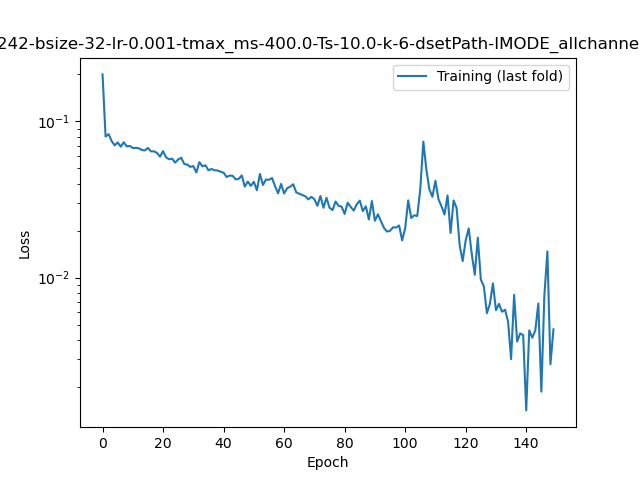 242-bsize-32-lr-0.001-tmax_ms-400.0-Ts-10.0-k-6-dsetPath-IMODE_allchanne
Training (last fold)
10⁻¹
10⁻²
Loss
0 20 40 60 80 100 120 140
Epoch